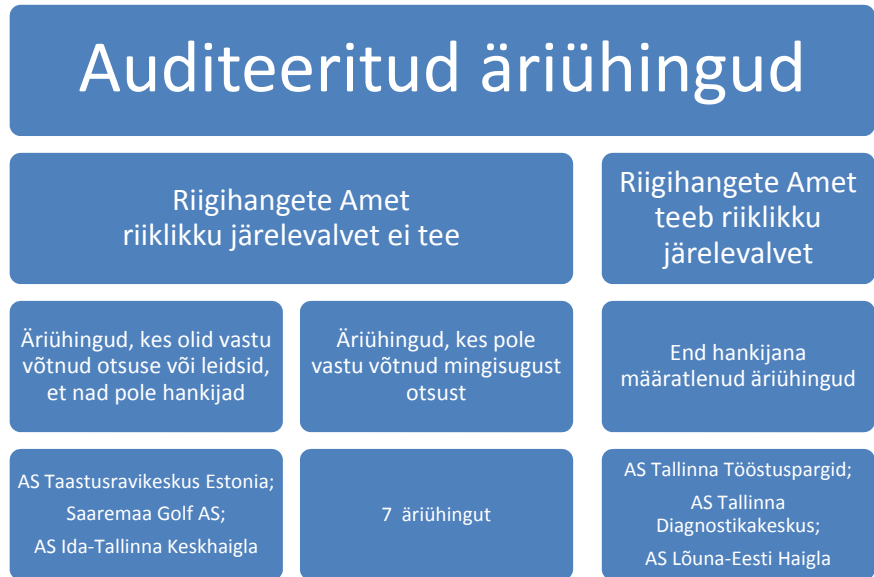 Auditeeritud äriühingud
Riigihangete Amet
riiklikku järelevalvet ei tee
Riigihangete Amet
teeb riiklikku
järelevalvet
Äriühingud, kes olid vastu
võtnud otsuse või leidsid,
et nad pole hankijad
Äriühingud, kes pole
vastu võtnud mingisugust
otsust
End hankijana
määratlenud äriühingud
AS Taastusravikeskus Estonia;
Saaremaa Golf AS;
AS Ida-Tallinna Keskhaigla
7 äriühingut
AS Tallinna Tööstuspargid;
AS Tallinna
Diagnostikakeskus;
AS Lõuna-Eesti Haigla